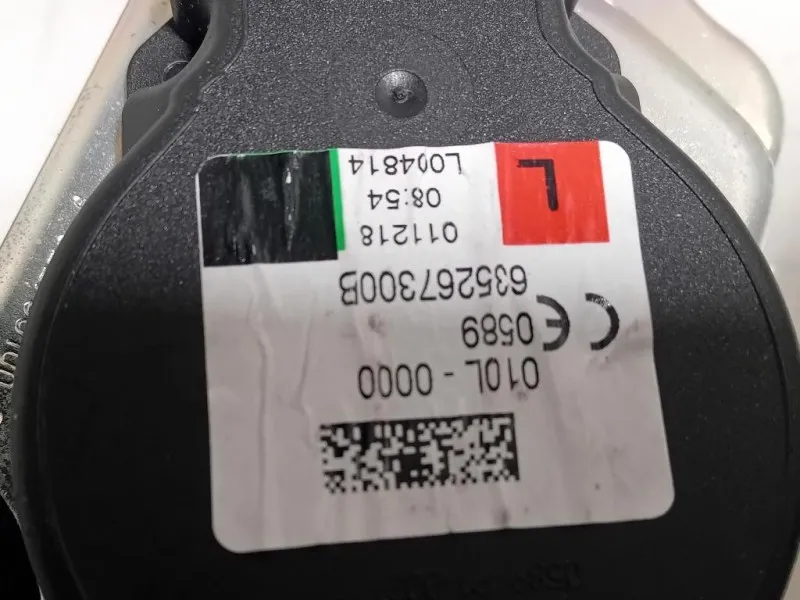 010L - 0000
CE 0589
635267300B
011218
08:54
L004814
L